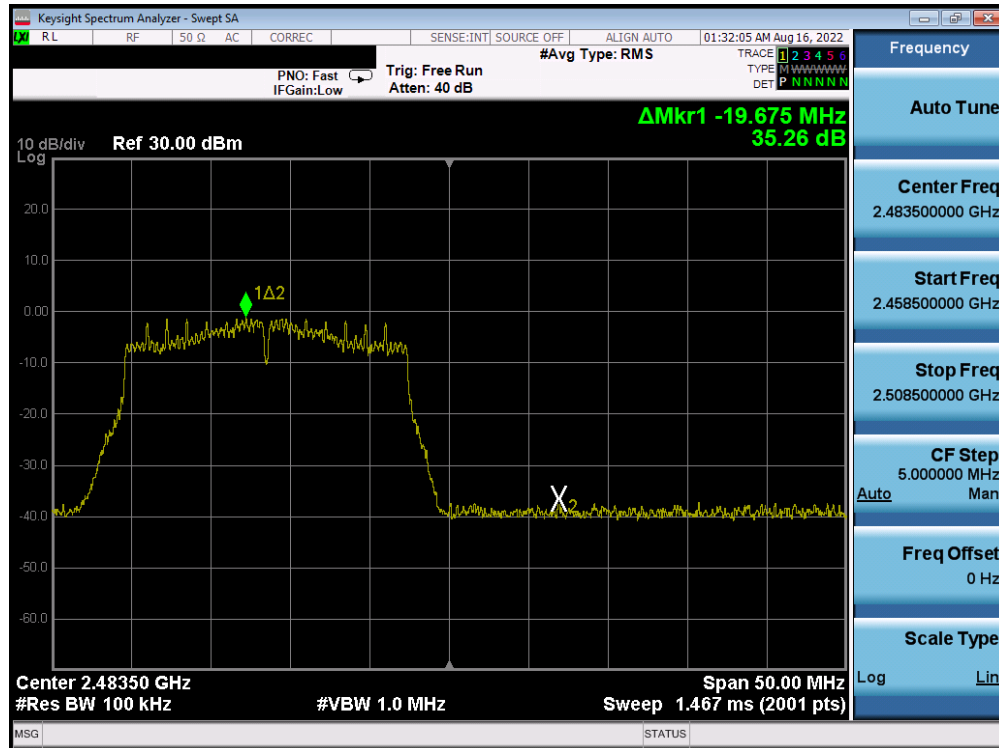 Keysight Spectrum Analyzer - Swept SA
LXI RL RF 50 Ω AC CORREC SENSE:INT SOURCE OFF ALIGN AUTO 01:32:05 AM Aug 16, 2022
#Avg Type: RMS
TRACE 1 2 3 4 5 6
TYPE M WWWWW
DET P N N N N N
PNO: Fast
IFGain:Low
Trig: Free Run
Atten: 40 dB
ΔMkr1 -19.675 MHz
35.26 dB
10 dB/div Ref 30.00 dBm
Log
20.0
10.0
0.00
-10.0
-20.0
-30.0
-40.0
-50.0
-60.0
1Δ2
X2
Center 2.48350 GHz
Span 50.00 MHz
#Res BW 100 kHz
#VBW 1.0 MHz
Sweep 1.467 ms (2001 pts)
MSG
STATUS
Frequency
Auto Tune
Center Freq
2.483500000 GHz
Start Freq
2.458500000 GHz
Stop Freq
2.508500000 GHz
CF Step
5.000000 MHz
Auto Man
Freq Offset
0 Hz
Scale Type
Log Lin